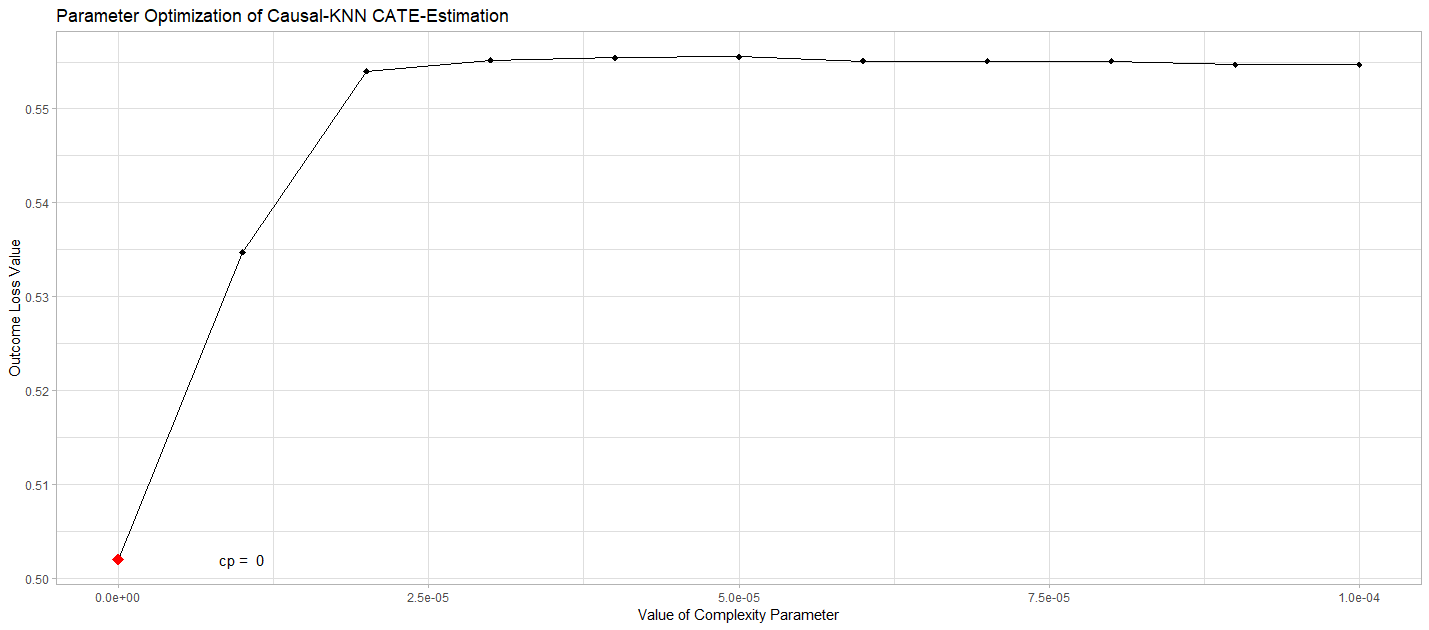 Parameter Optimization of Causal-KNN CATE-Estimation
Outcome Loss Value
0.55
0.54
0.53
0.52
0.51
0.50
cp =  0
0.0e+00 2.5e-05 5.0e-05 7.5e-05 1.0e-04
Value of Complexity Parameter